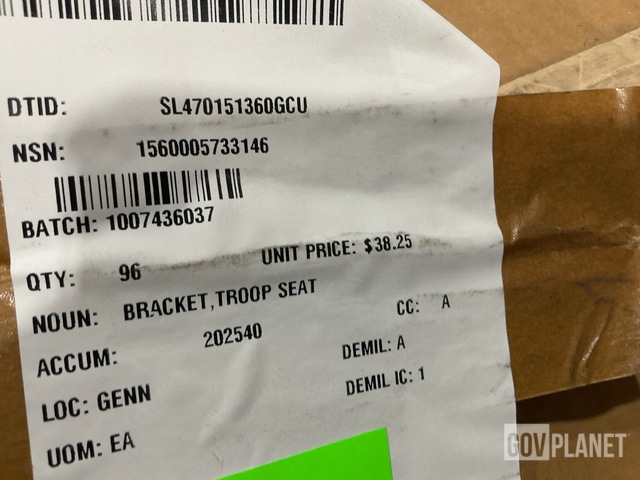 DTID: SL470151360GCU
NSN: 1560005733146
BATCH: 1007436037
QTY: 96 UNIT PRICE: $38.25
NOUN: BRACKET,TROOP SEAT
ACCUM: 202540 CC: A
LOC: GENN DEMIL: A
UOM: EA DEMIL IC: 1
GOVPLANET